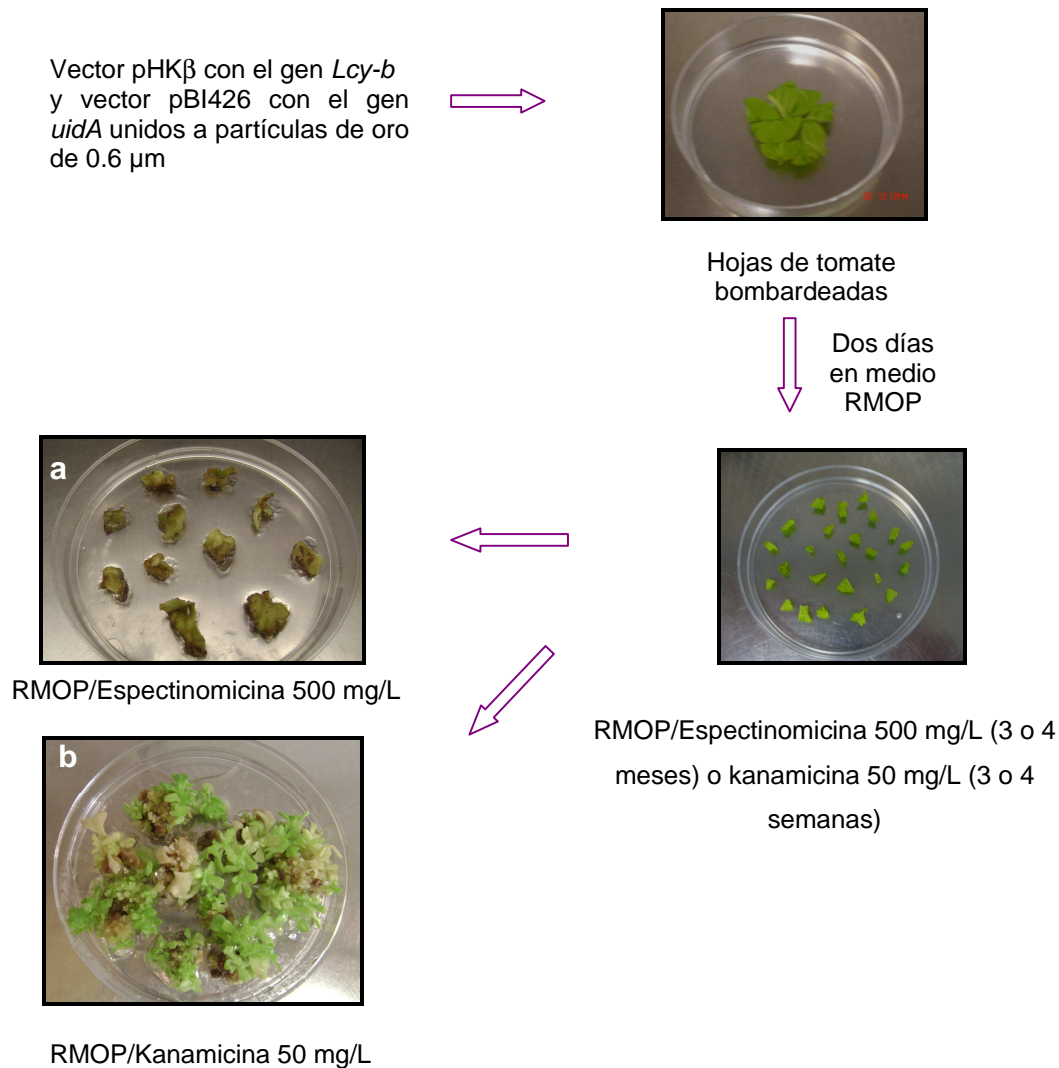 Vector pHKβ con el gen Lcy-b
y vector pBI426 con el gen
uidA unidos a partículas de oro
de 0.6 µm
Hojas de tomate
bombardeadas
Dos días
en medio
RMOP
a
RMOP/Espectinomicina 500 mg/L
RMOP/Espectinomicina 500 mg/L (3 o 4
meses) o kanamicina 50 mg/L (3 o 4
semanas)
b
RMOP/Kanamicina 50 mg/L